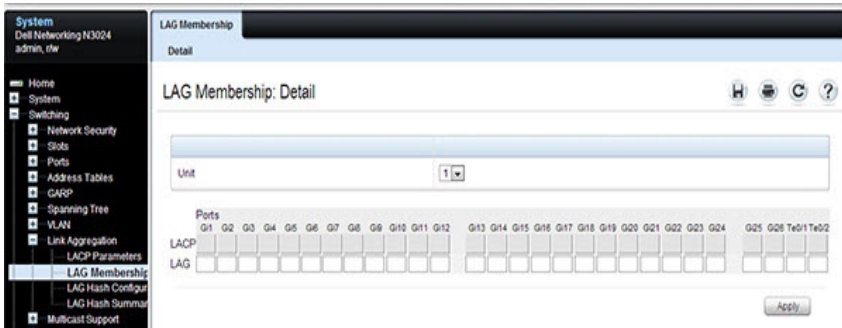 System
Dell Networking N3024
admin, r/w
Home
System
Switching
Network Security
Slots
Ports
Address Tables
GARP
Spanning Tree
VLAN
Link Aggregation
LACP Parameters
LAG Membership
LAG Hash Configur
LAG Hash Summar
Multicast Support
LAG Membership
Detail
LAG Membership: Detail
H ?
Unit 1
Ports
Gi1 Gi2 Gi3 Gi4 Gi5 Gi6 Gi7 Gi8 Gi9 Gi10 Gi11 Gi12 Gi13 Gi14 Gi15 Gi16 Gi17 Gi18 Gi19 Gi20 Gi21 Gi22 Gi23 Gi24 Gi25 Gi26 Te0/1 Te0/2
LACP
LAG
Apply